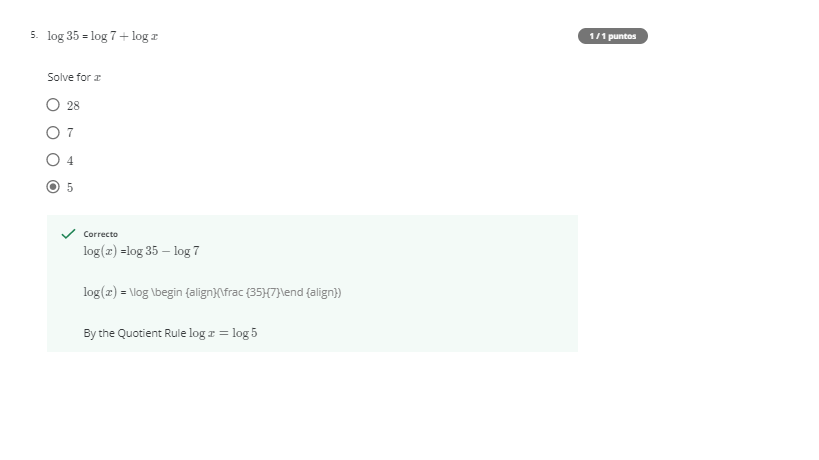 5. log 35 = log 7 + log x
1 / 1 puntos
Solve for x
28
7
4
5
Correcto
log(x) =log 35 − log 7
log(x) = \log \begin {align}(\frac {35}{7}\end {align})
By the Quotient Rule log x = log 5